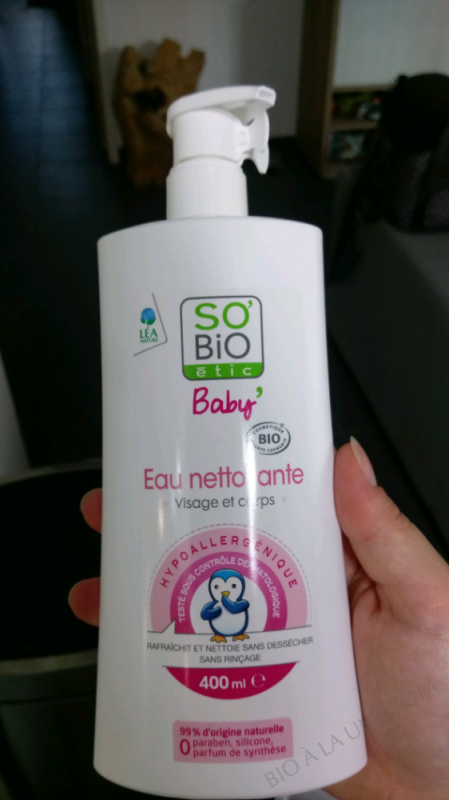 LÉA
NATURE
SO'
BiO
étic
Baby'
COSMÉTIQUE
BIO
Eau nettoyante
Visage et corps
HYPOALLERGÉNIQUE
TESTÉ SOUS CONTRÔLE DERMATOLOGIQUE
RAFRAÎCHIT ET NETTOIE SANS DESSÉCHER
SANS RINÇAGE
400 ml e
99% d'origine naturelle
0 paraben, silicone,
parfum de synthèse
BIO À LA UNE